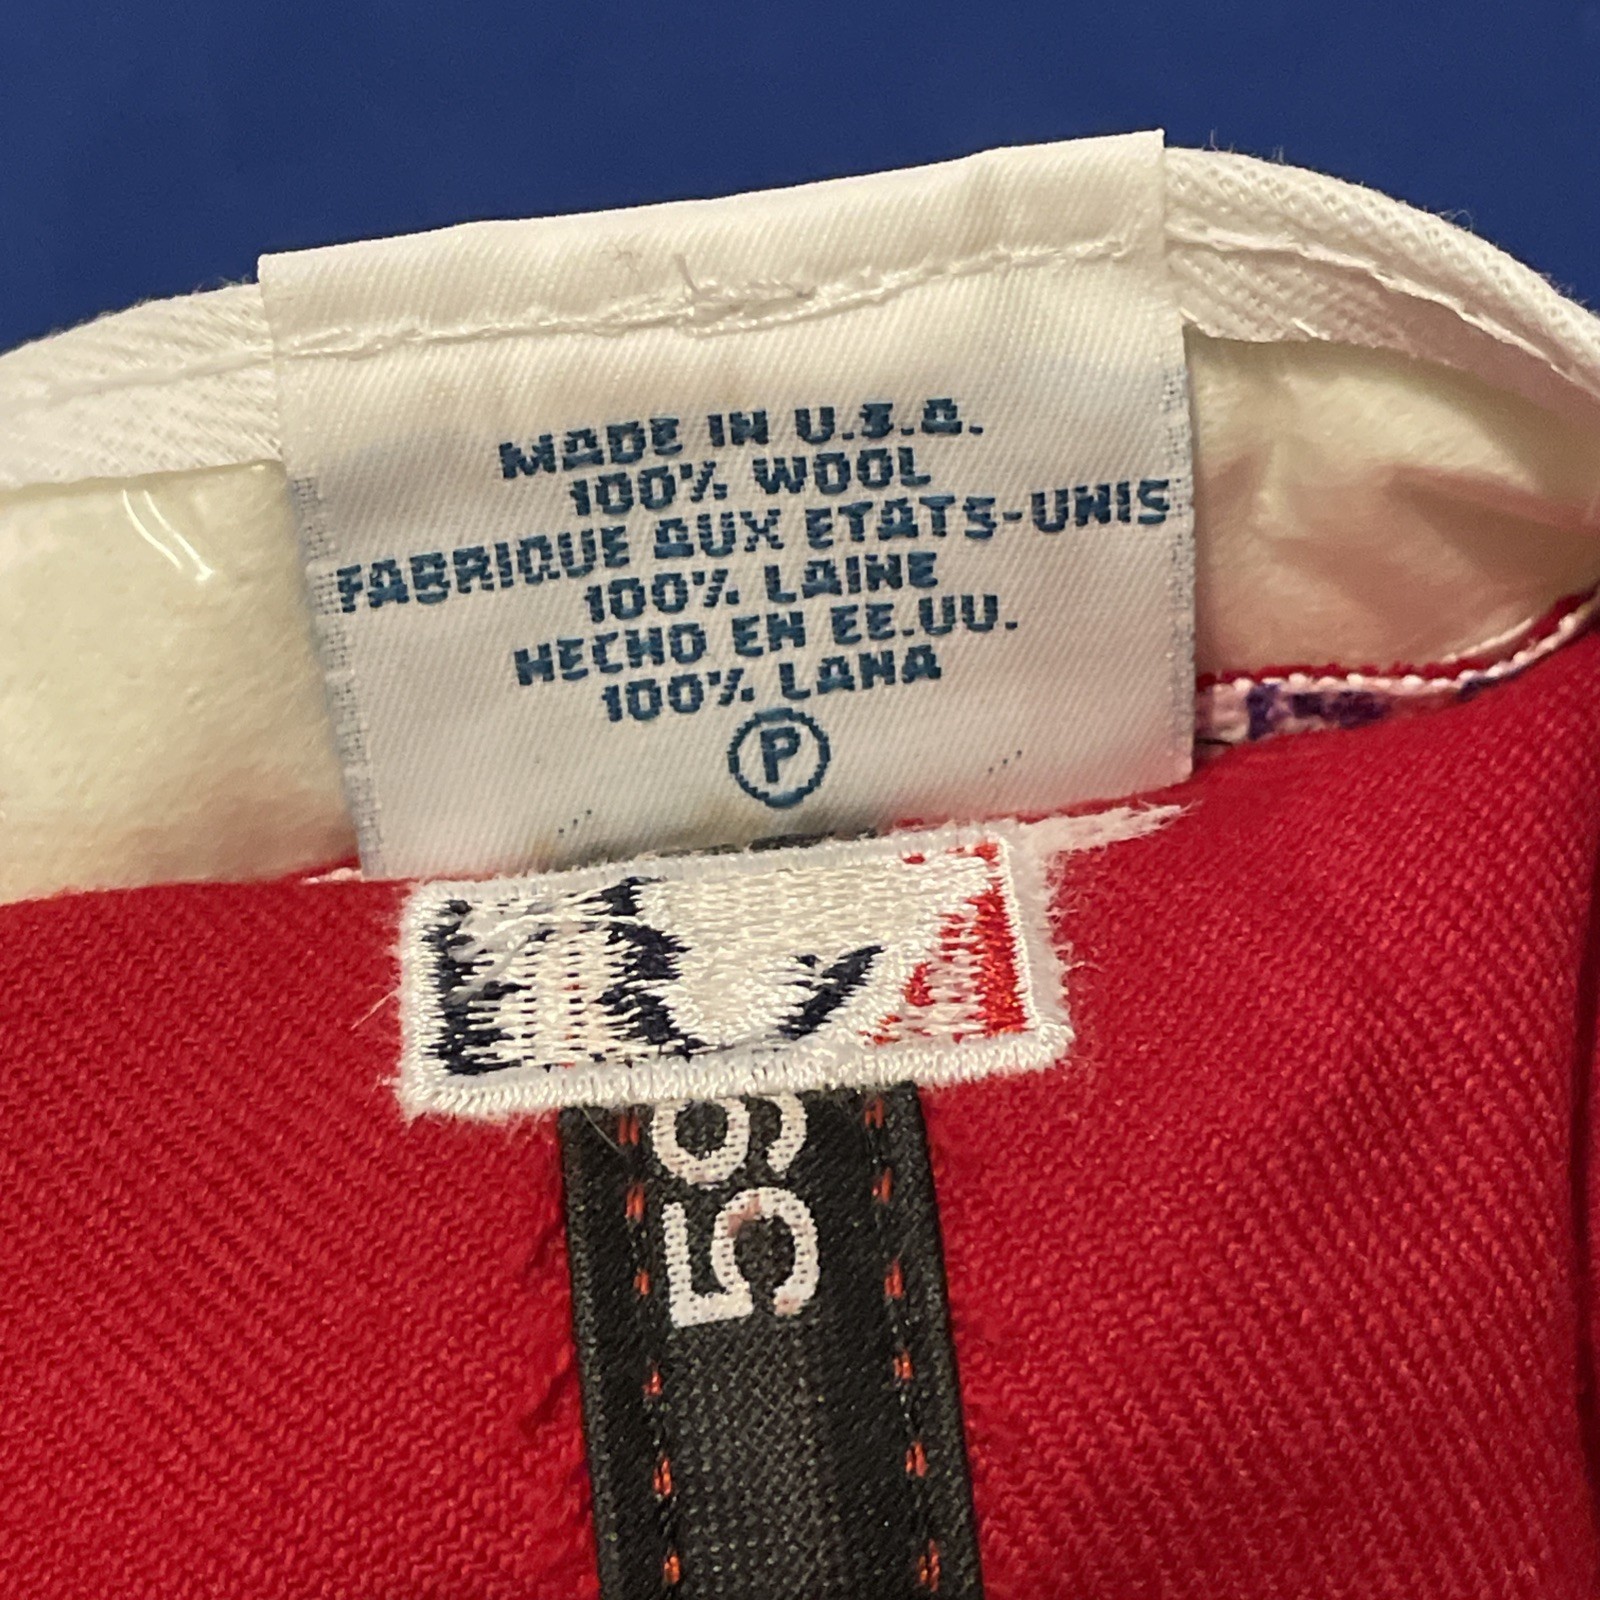 MADE IN U.S.A.
100% WOOL
FABRIQUE AUX ETATS-UNIS
100% LAINE
HECHO EN EE.UU.
100% LANA
P